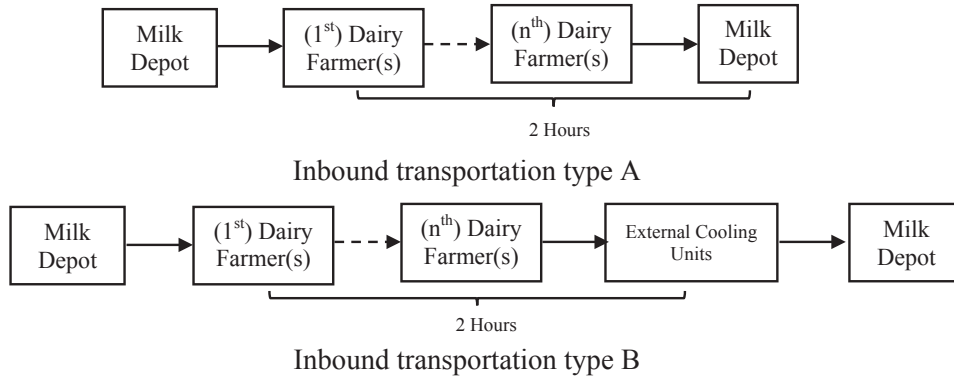 Milk
Depot
(1st) Dairy
Farmer(s)
(nth) Dairy
Farmer(s)
Milk
Depot
2 Hours
Inbound transportation type A
Milk
Depot
(1st) Dairy
Farmer(s)
(nth) Dairy
Farmer(s)
External Cooling
Units
Milk
Depot
2 Hours
Inbound transportation type B